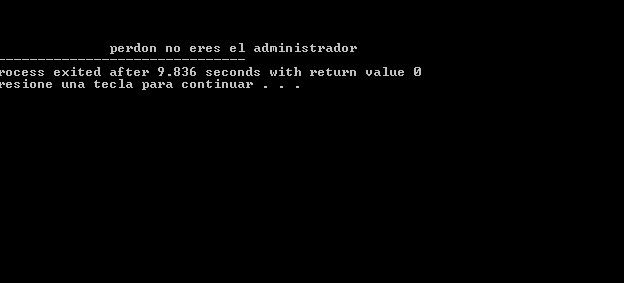 perdon no eres el administrador
--------------------------------
rocess exited after 9.836 seconds with return value 0
resione una tecla para continuar . . .